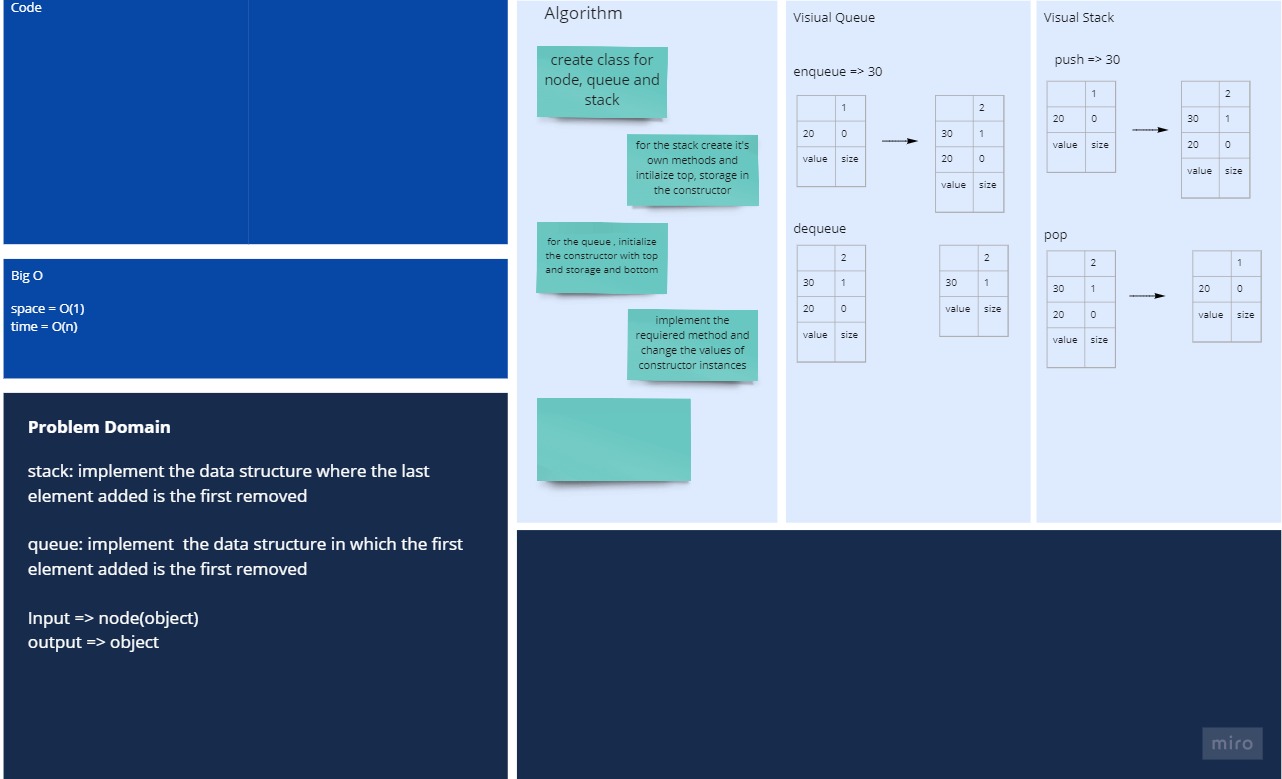 Code
Big O
space = O(1)
time = O(n)
Problem Domain
stack: implement the data structure where the last
element added is the first removed
queue: implement  the data structure in which the first
element added is the first removed
Input => node(object)
output => object
Algorithm
create class for
node, queue and
stack
for the stack create it's
own methods and
intilaize top, storage in
the constructor
for the queue , initialize
the constructor with top
and storage and bottom
implement the
requiered method and
change the values of
constructor instances
Visiual Queue
enqueue => 30
1
20 0
value size
2
30 1
20 0
value size
dequeue
2
30 1
20 0
value size
2
30 1
value size
Visual Stack
push => 30
1
20 0
value size
2
30 1
20 0
value size
pop
2
30 1
20 0
value size
1
20 0
value size
miro